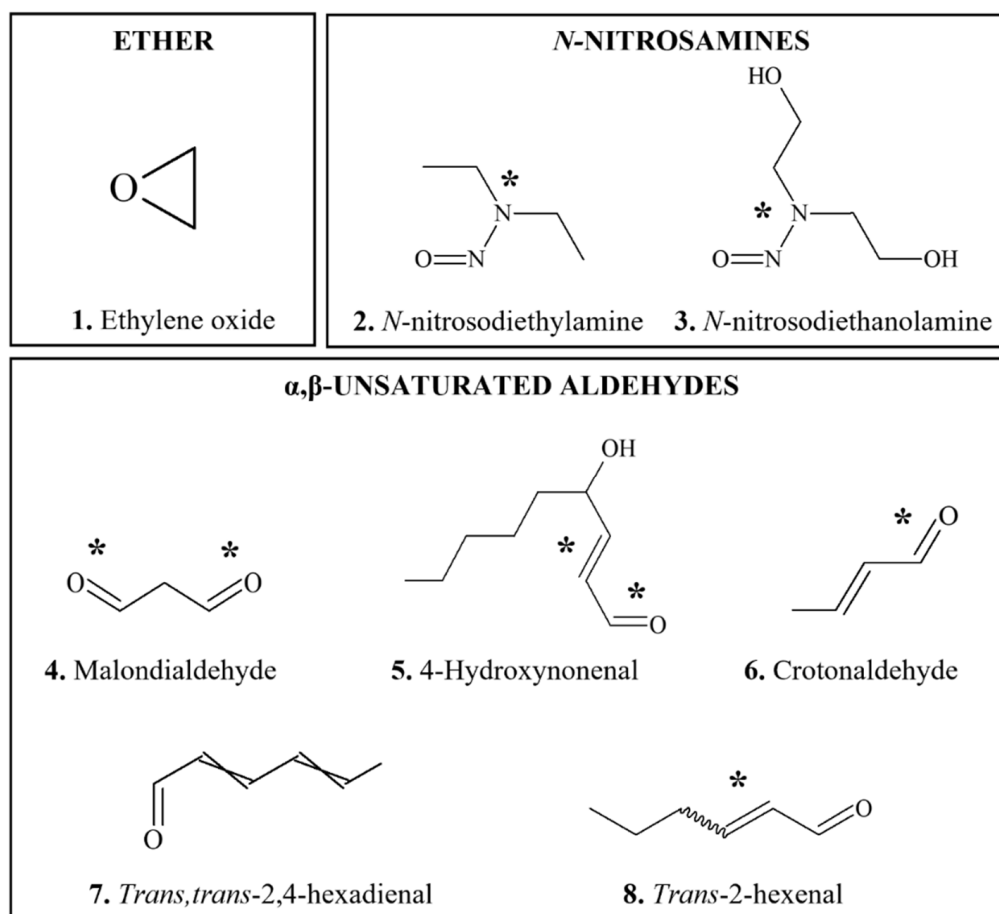 ETHER
O
1. Ethylene oxide
N-NITROSAMINES
*
N
O N
2. N-nitrosodiethylamine
HO
* N
O N
OH
3. N-nitrosodiethanolamine
α,β-UNSATURATED ALDEHYDES
* *
O O
4. Malondialdehyde
OH
*
*
O
5. 4-Hydroxynonenal
* O
6. Crotonaldehyde
O
7. Trans,trans-2,4-hexadienal
*
O
8. Trans-2-hexenal